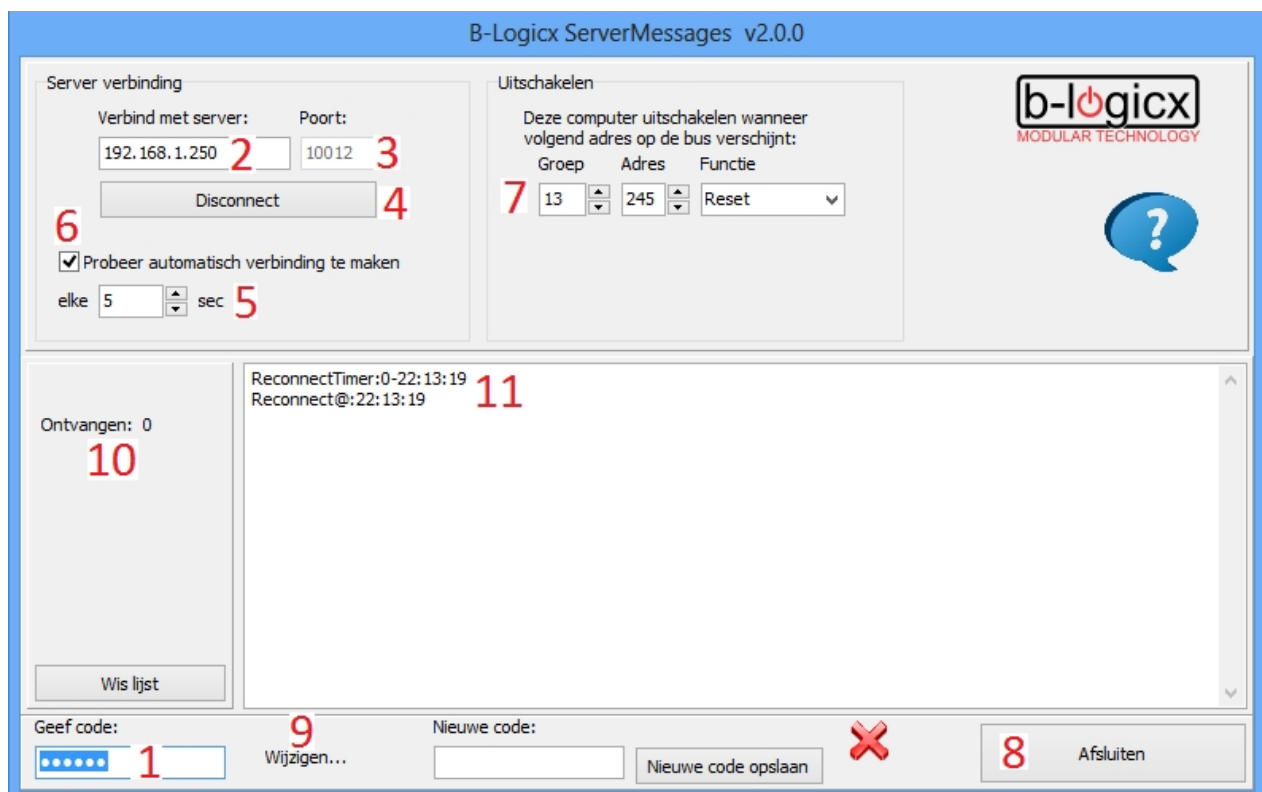 B-Logicx ServerMessages v2.0.0
Server verbinding
Verbind met server: Poort:
192.168.1.250 2 10012 3
Disconnect 4
6
Probeer automatisch verbinding te maken
elke 5 sec 5
Uitschakelen
Deze computer uitschakelen wanneer
volgend adres op de bus verschijnt:
Groep Adres Functie
7 13 245 Reset
b-logicx
MODULAR TECHNOLOGY
?
Ontvangen: 0
10
Wis lijst
ReconnectTimer:0-22:13:19
Reconnect@:22:13:19
11
Geef code:
1
9
Wijzigen...
Nieuwe code:
Nieuwe code opslaan
8 Afsluiten